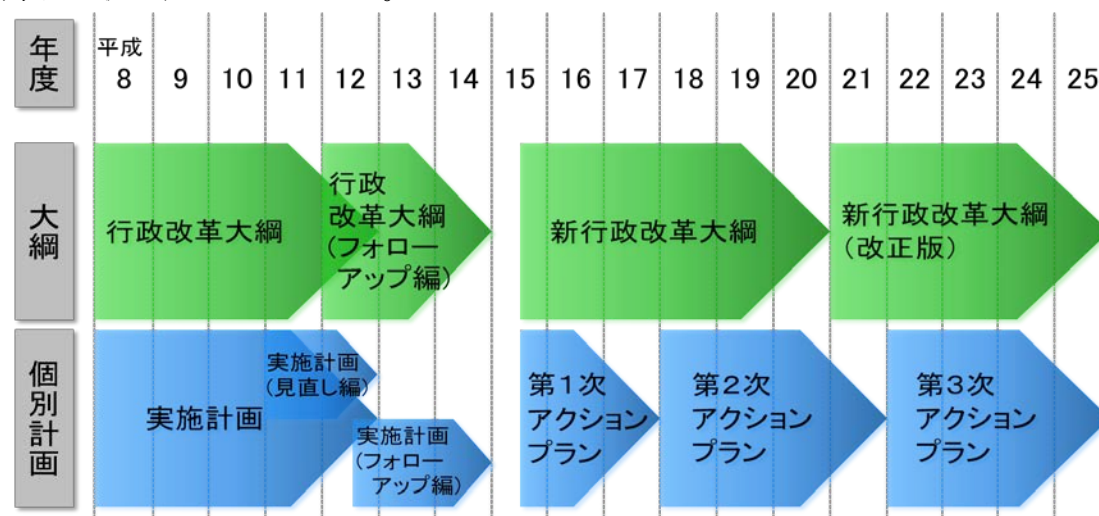 年度
平成
8 9 10 11 12 13 14 15 16 17 18 19 20 21 22 23 24 25
大綱
行政改革大綱
行政
改革大綱
(フォロー
アップ編)
新行政改革大綱
新行政改革大綱
(改正版)
個別計画
実施計画
実施計画
(見直し編)
実施計画
(フォロー
アップ編)
第1次
アクション
プラン
第2次
アクション
プラン
第3次
アクション
プラン